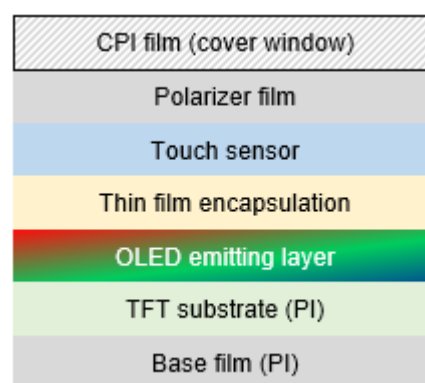 CPI film (cover window)
Polarizer film
Touch sensor
Thin film encapsulation
OLED emitting layer
TFT substrate (PI)
Base film (PI)